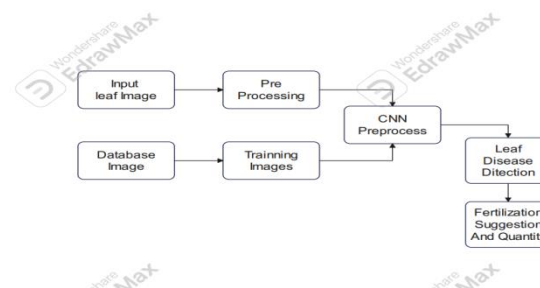 Wondershare
EdrawMax
Wondershare
EdrawMax
Input
leaf Image
Pre
Processing
CNN
Preprocess
Database
Image
Trainning
Images
Leaf
Disease
Ditection
Fertilization
Suggestion
And Quantit